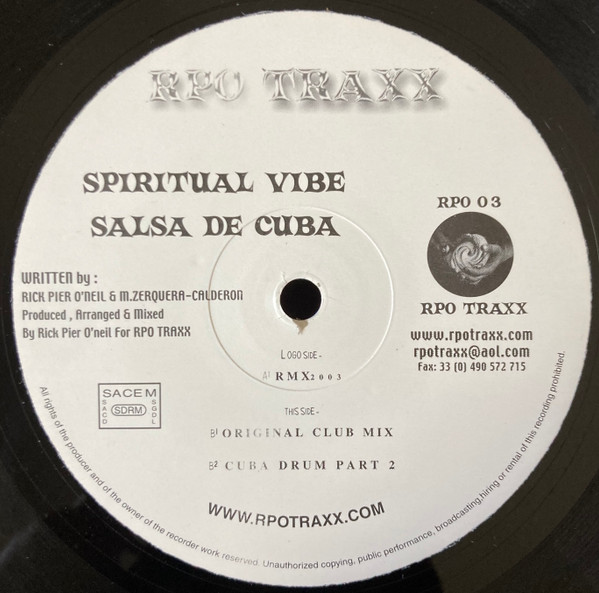 RPO TRAXX
SPIRITUAL VIBE
SALSA DE CUBA
RPO 03
RPO TRAXX
WRITTEN by :
RICK PIER O'NEIL & M.ZERQUERA-CALDERON
Produced , Arranged & Mixed
By Rick Pier O'neil For RPO TRAXX
www.rpotraxx.com
rpotraxx@aol.com
Fax: 33 (0) 490 572 715
LOGO SIDE -
A1 RMX2003
THIS SIDE -
B1 ORIGINAL CLUB MIX
B2 CUBA DRUM PART 2
SACEM
SACD
SDRM
SGDL
WWW.RPOTRAXX.COM
All rights of the producer and of the owner of the recorder work reserved. Unauthorized copying, public performance, broadcasting,hiring or rental of this recording prohibited.